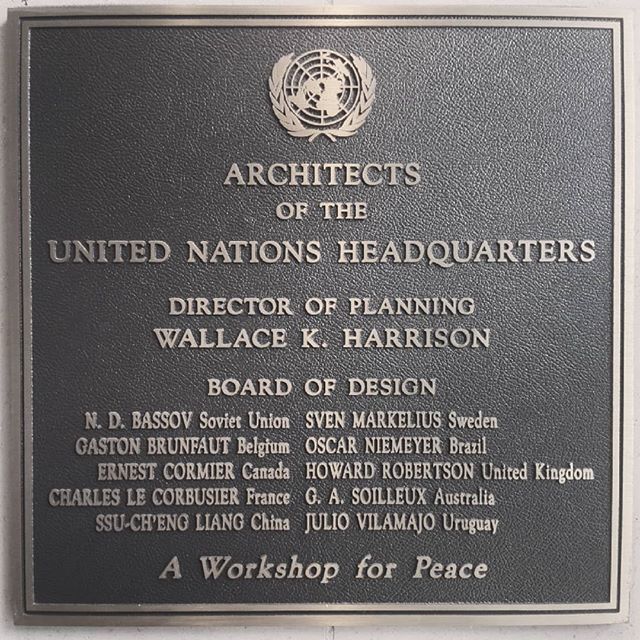 ARCHITECTS
OF THE
UNITED NATIONS HEADQUARTERS
DIRECTOR OF PLANNING
WALLACE K. HARRISON
BOARD OF DESIGN
N. D. BASSOV Soviet Union
GASTON BRUNFAUT Belgium
ERNEST CORMIER Canada
CHARLES LE CORBUSIER France
SSU-CH'ENG LIANG China
SVEN MARKELIUS Sweden
OSCAR NIEMEYER Brazil
HOWARD ROBERTSON United Kingdom
G. A. SOILLEUX Australia
JULIO VILAMAJO Uruguay
A Workshop for Peace